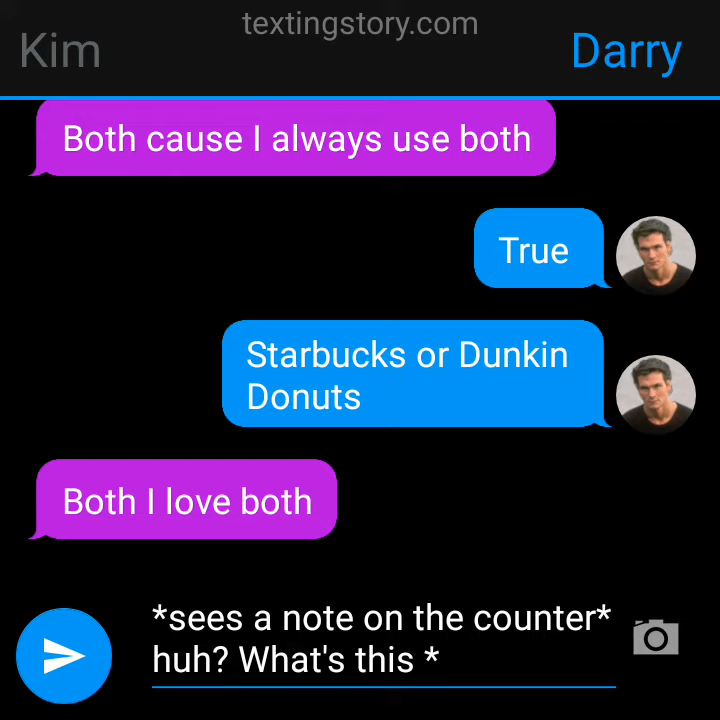 textingstory.com
Kim
Darry
Both cause I always use both
True
Starbucks or Dunkin
Donuts
Both I love both
*sees a note on the counter*
huh? What's this *